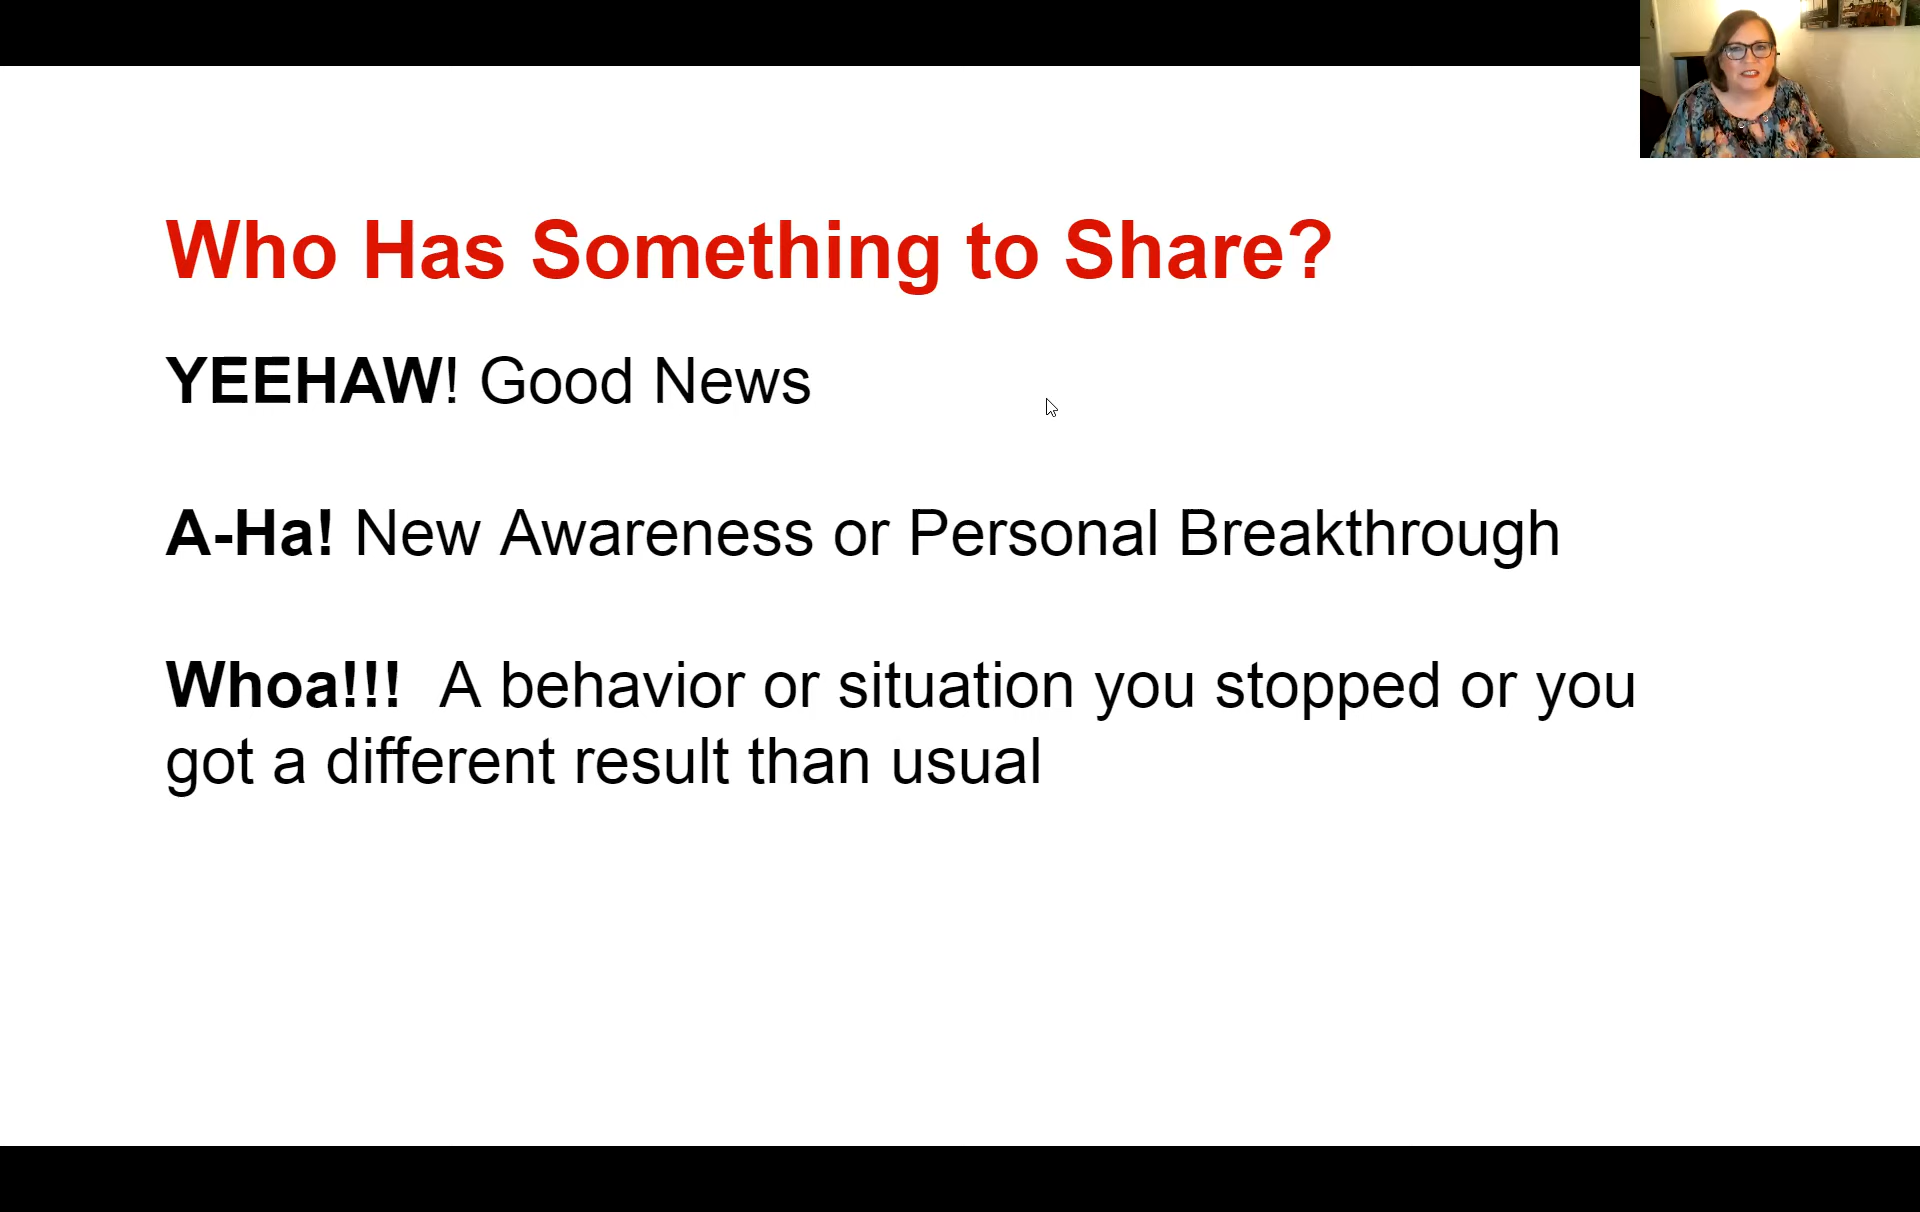 Who Has Something to Share?
YEEHAW! Good News
A-Ha! New Awareness or Personal Breakthrough
Whoa!!!  A behavior or situation you stopped or you
got a different result than usual